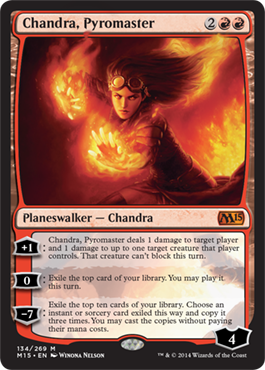 Chandra, Pyromaster 2
Planeswalker — Chandra M15
+1: Chandra, Pyromaster deals 1 damage to target player
and 1 damage to up to one target creature that player
controls. That creature can't block this turn.
0: Exile the top card of your library. You may play it
this turn.
-7: Exile the top ten cards of your library. Choose an
instant or sorcery card exiled this way and copy it
three times. You may cast the copies without paying
their mana costs.
4
134/269 M
M15 • EN Winona Nelson ™ & © 2014 Wizards of the Coast